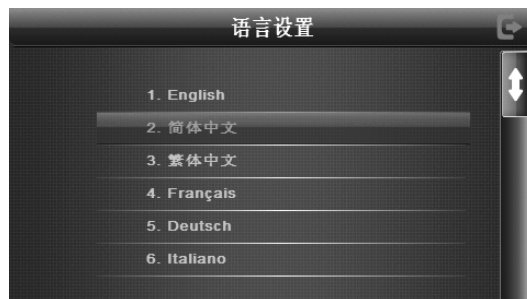 语言设置
1. English
2. 简体中文
3. 繁体中文
4. Français
5. Deutsch
6. Italiano